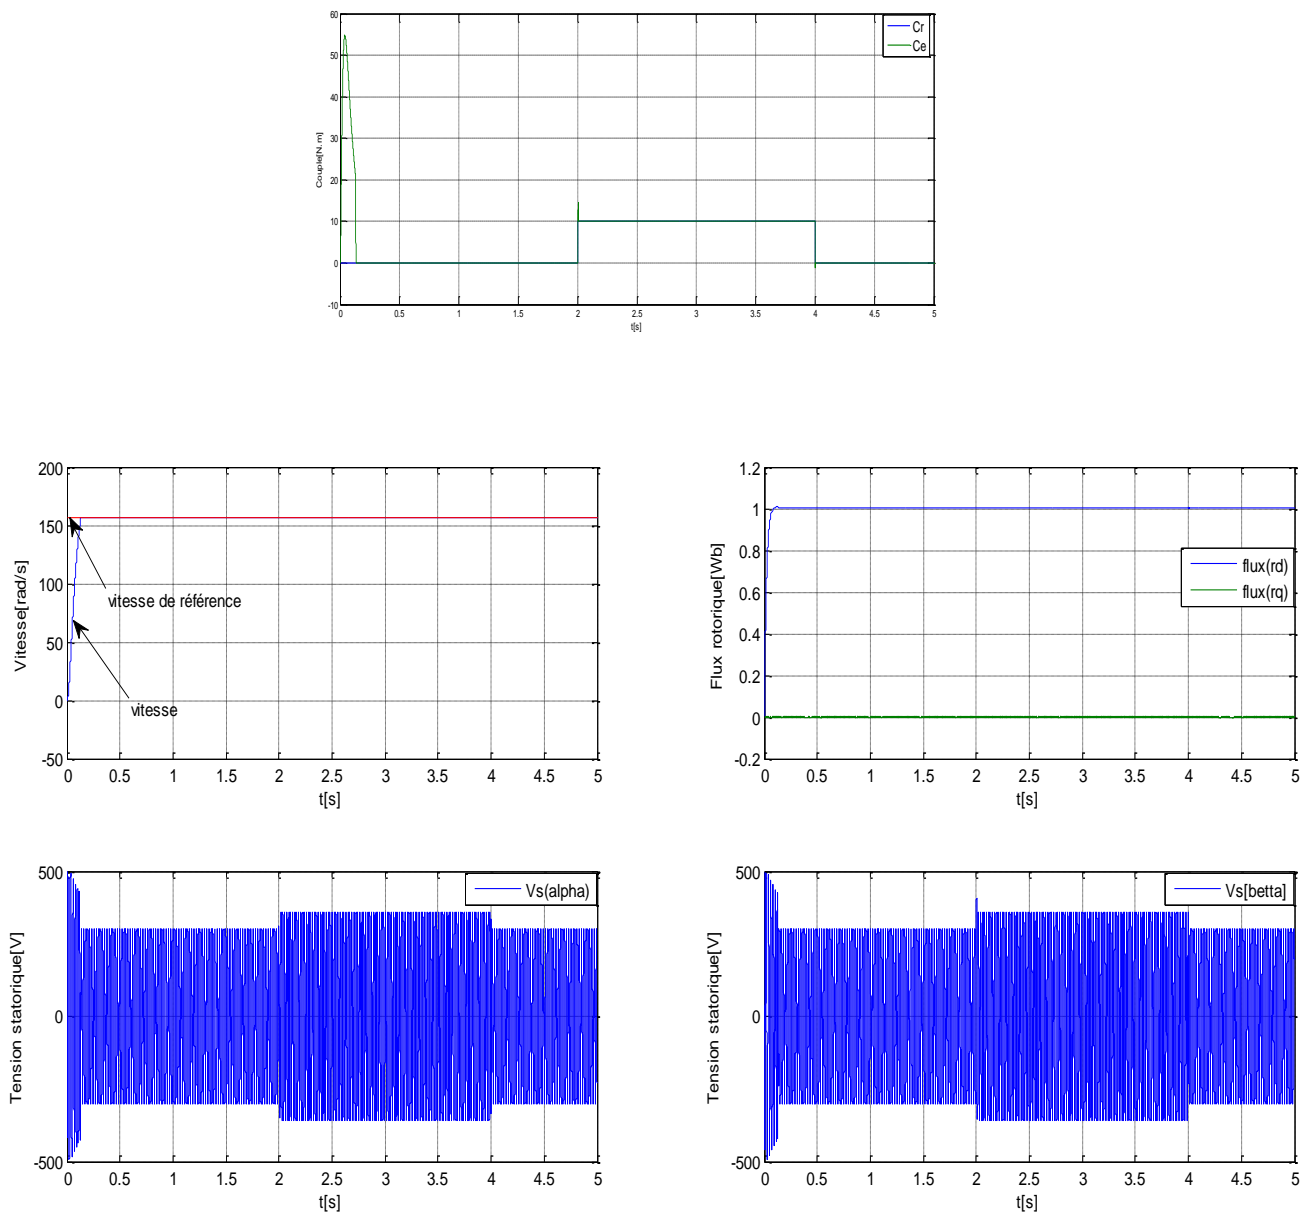 60
50
40
30
20
10
0
-10
Couple[N.m]
Cr
Ce
0 0.5 1 1.5 2 2.5 3 3.5 4 4.5 5
t[s]
200
150
100
50
0
-50
Vitesse[rad/s]
vitesse de référence
vitesse
0 0.5 1 1.5 2 2.5 3 3.5 4 4.5 5
t[s]
1.2
1
0.8
0.6
0.4
0.2
0
-0.2
Flux rotorique[Wb]
flux(rd)
flux(rq)
0 0.5 1 1.5 2 2.5 3 3.5 4 4.5 5
t[s]
500
0
-500
Tension statorique[V]
Vs(alpha)
0 0.5 1 1.5 2 2.5 3 3.5 4 4.5 5
t[s]
500
0
-500
Tension statorique[V]
Vs[betta]
0 0.5 1 1.5 2 2.5 3 3.5 4 4.5 5
t[s]